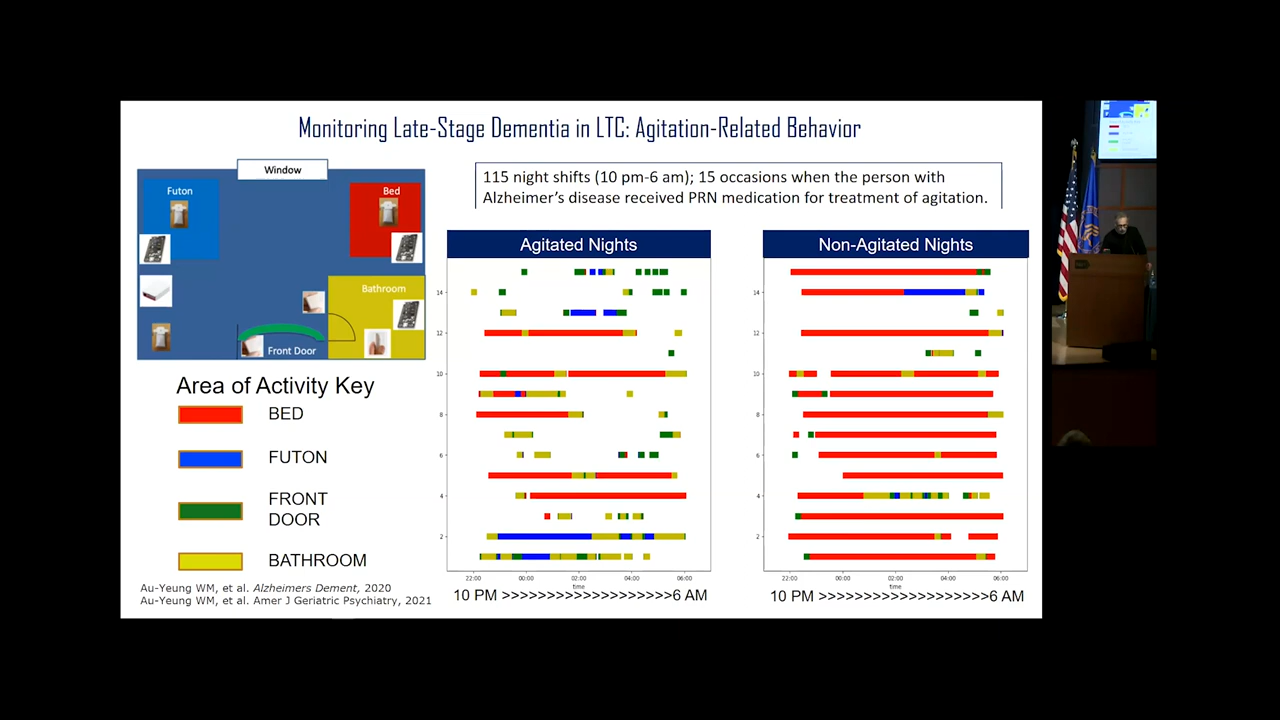 Monitoring Late-Stage Dementia in LTC: Agitation-Related Behavior
Window
Futon
Bed
Bathroom
Front Door
115 night shifts (10 pm-6 am); 15 occasions when the person with
Alzheimer's disease received PRN medication for treatment of agitation.
Agitated Nights
14
12
10
8
6
4
2
22:00 00:00 02:00 04:00 06:00
time
10 PM >>>>>>>>>>>>>>>>>>>6 AM
Non-Agitated Nights
14
12
10
8
6
4
2
22:00 00:00 02:00 04:00 06:00
time
10 PM >>>>>>>>>>>>>>>>>>>6 AM
Area of Activity Key
BED
FUTON
FRONT
DOOR
BATHROOM
Au-Yeung WM, et al. Alzheimers Dement, 2020
Au-Yeung WM, et al. Amer J Geriatric Psychiatry, 2021